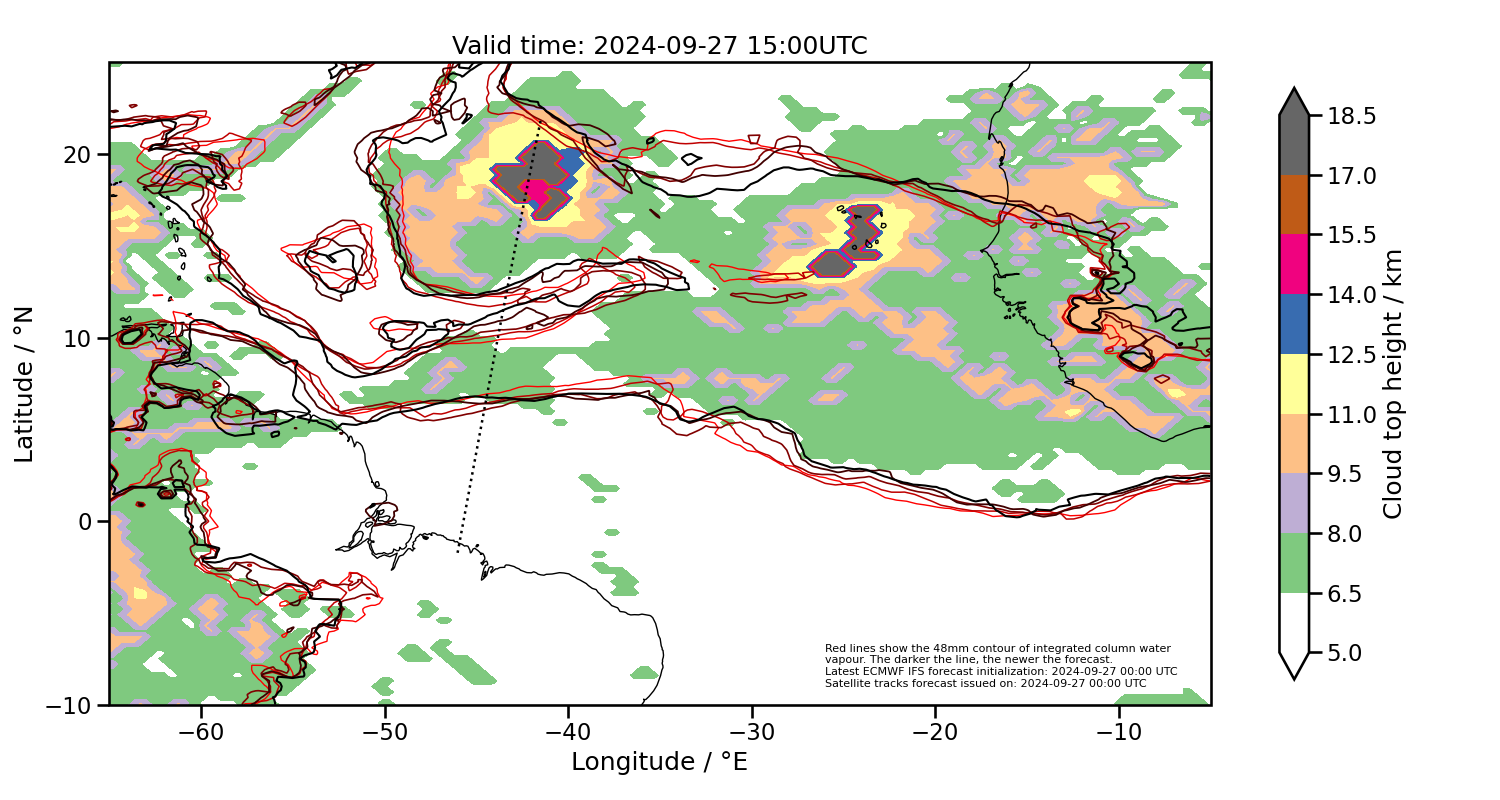 Valid time: 2024-09-27 15:00UTC
20
10
0
−10
Latitude / °N
−60
−50
−40
−30
−20
−10
Longitude / °E
Red lines show the 48mm contour of integrated column water
vapour. The darker the line, the newer the forecast.
Latest ECMWF IFS forecast initialization: 2024-09-27 00:00 UTC
Satellite tracks forecast issued on: 2024-09-27 00:00 UTC
18.5
17.0
15.5
14.0
12.5
11.0
9.5
8.0
6.5
5.0
Cloud top height / km